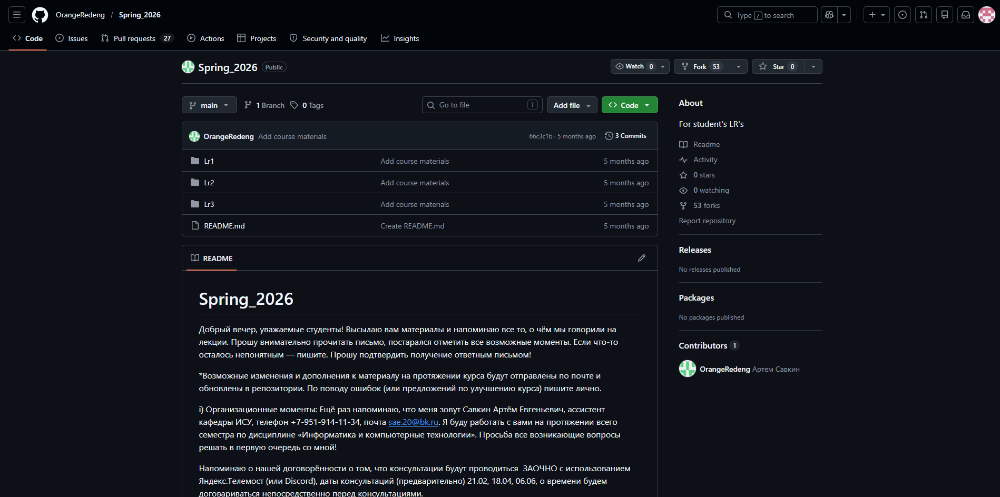 OrangeRedeng / Spring_2026
Type / to search
Code Issues Pull requests 27 Actions Projects Security and quality Insights
Spring_2026 Public
Watch 0 Fork 53 Star 0
main 1 Branch 0 Tags Go to file T Add file Code
OrangeRedeng Add course materials 66c3c1b · 5 months ago 3 Commits
Lr1 Add course materials 5 months ago
Lr2 Add course materials 5 months ago
Lr3 Add course materials 5 months ago
README.md Create README.md 5 months ago
README
Spring_2026
Добрый вечер, уважаемые студенты! Высылаю вам материалы и напоминаю все то, о чём мы говорили на
лекции. Прошу внимательно прочитать письмо, постарался отметить все возможные моменты. Если что-то
осталось непонятным — пишите. Прошу подтвердить получение ответным письмом!
*Возможные изменения и дополнения к материалу на протяжении курса будут отправлены по почте и
обновлены в репозитории. По поводу ошибок (или предложений по улучшению курса) пишите лично.
i) Организационные моменты: Ещё раз напоминаю, что меня зовут Савкин Артём Евгеньевич, ассистент
кафедры ИСУ, телефон +7-951-914-11-34, почта sae.20@bk.ru. Я буду работать с вами на протяжении всего
семестра по дисциплине «Информатика и компьютерные технологии». Просьба все возникающие вопросы
решать в первую очередь со мной!
Напоминаю о нашей договорённости о том, что консультации будут проводиться ЗАОЧНО с использованием
Яндекс.Телемост (или Discord), даты консультаций (предварительно) 21.02, 18.04, 06.06, о времени будем
договариваться непосредственно перед консультациями.
About
For student's LR's
Readme
Activity
0 stars
0 watching
53 forks
Report repository
Releases
No releases published
Packages
No packages published
Contributors 1
OrangeRedeng Артем Савкин